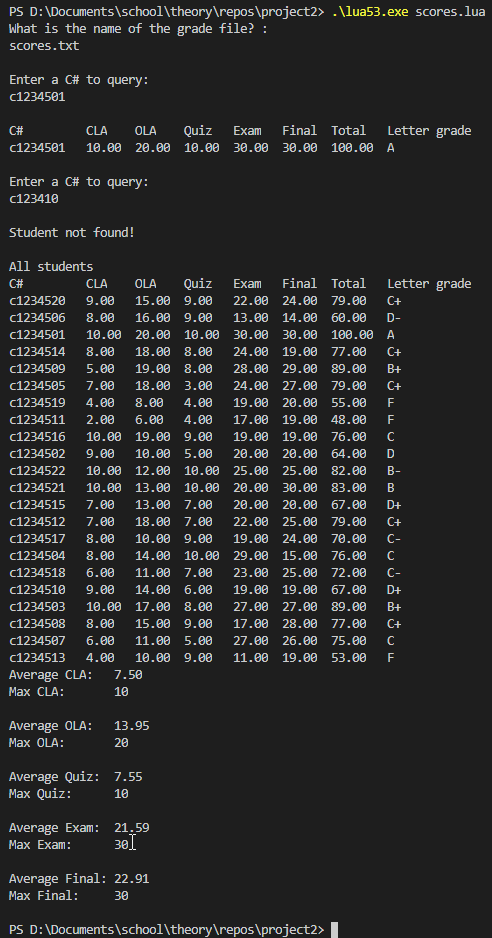 PS D:\Documents\school\theory\repos\project2> .\lua53.exe scores.lua
What is the name of the grade file? :
scores.txt
Enter a C# to query:
c1234501
C# CLA OLA Quiz Exam Final Total Letter grade
c1234501 10.00 20.00 10.00 30.00 30.00 100.00 A
Enter a C# to query:
c123410
Student not found!
All students
C# CLA OLA Quiz Exam Final Total Letter grade
c1234520 9.00 15.00 9.00 22.00 24.00 79.00 C+
c1234506 8.00 16.00 9.00 13.00 14.00 60.00 D-
c1234501 10.00 20.00 10.00 30.00 30.00 100.00 A
c1234514 8.00 18.00 8.00 24.00 19.00 77.00 C+
c1234509 5.00 19.00 8.00 28.00 29.00 89.00 B+
c1234505 7.00 18.00 3.00 24.00 27.00 79.00 C+
c1234519 4.00 8.00 4.00 19.00 20.00 55.00 F
c1234511 2.00 6.00 4.00 17.00 19.00 48.00 F
c1234516 10.00 19.00 9.00 19.00 19.00 76.00 C
c1234502 9.00 10.00 5.00 20.00 20.00 64.00 D
c1234522 10.00 12.00 10.00 25.00 25.00 82.00 B-
c1234521 10.00 13.00 10.00 20.00 30.00 83.00 B
c1234515 7.00 13.00 7.00 20.00 20.00 67.00 D+
c1234512 7.00 18.00 7.00 22.00 25.00 79.00 C+
c1234517 8.00 10.00 9.00 19.00 24.00 70.00 C-
c1234504 8.00 14.00 10.00 29.00 15.00 76.00 C
c1234518 6.00 11.00 7.00 23.00 25.00 72.00 C-
c1234510 9.00 14.00 6.00 19.00 19.00 67.00 D+
c1234503 10.00 17.00 8.00 27.00 27.00 89.00 B+
c1234508 8.00 15.00 9.00 17.00 28.00 77.00 C+
c1234507 6.00 11.00 5.00 27.00 26.00 75.00 C
c1234513 4.00 10.00 9.00 11.00 19.00 53.00 F
Average CLA: 7.50
Max CLA: 10
Average OLA: 13.95
Max OLA: 20
Average Quiz: 7.55
Max Quiz: 10
Average Exam: 21.59
Max Exam: 30
Average Final: 22.91
Max Final: 30
PS D:\Documents\school\theory\repos\project2>